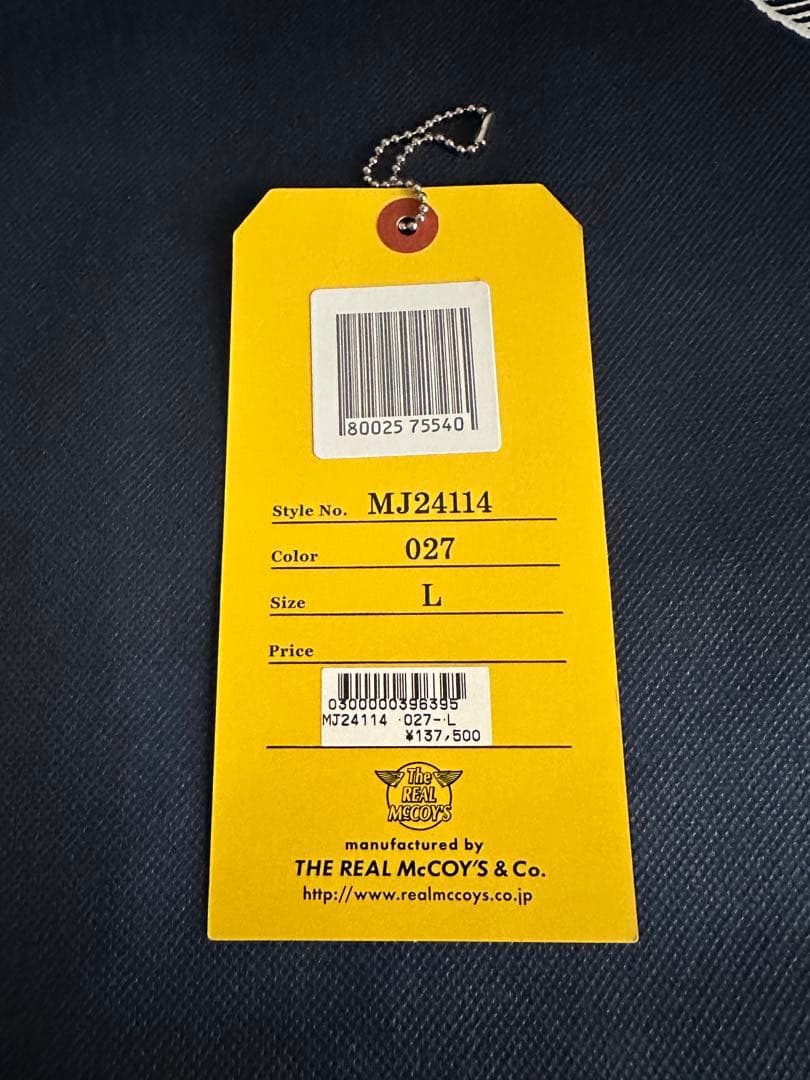 80025 75540
Style No. MJ24114
Color 027
Size L
Price
0300000396395
MJ24114 027- L
¥137,500
The
REAL
McCOY'S
manufactured by
THE REAL McCOY'S & Co.
http://www.realmccoys.co.jp